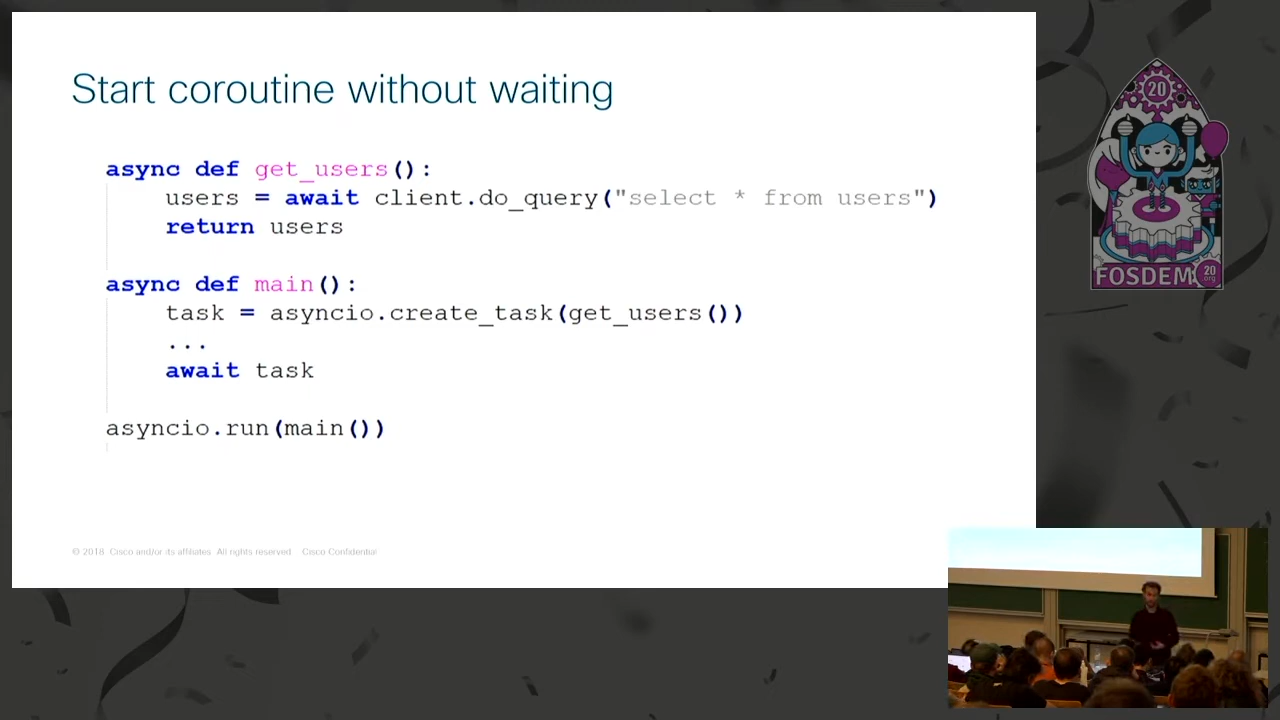 Start coroutine without waiting
async def get_users():
users = await client.do_query("select * from users")
return users
async def main():
task = asyncio.create_task(get_users())
...
await task
asyncio.run(main())
© 2018 Cisco and/or its affiliates. All rights reserved. Cisco Confidential
20
FOSDEM
20
.org